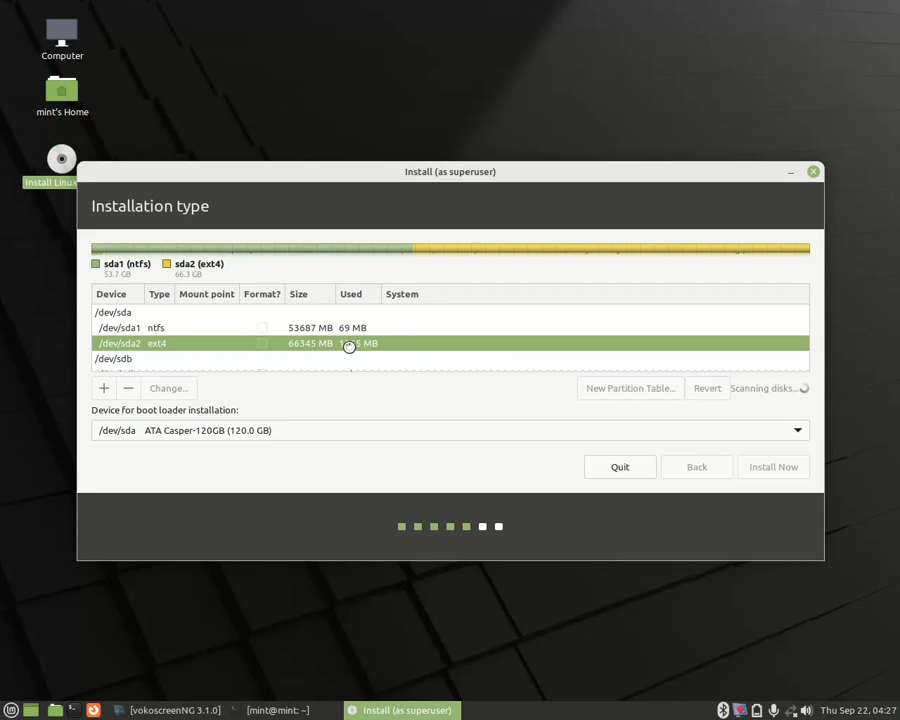 Computer
mint's Home
Install Linux
Install (as superuser)
Installation type
sda1 (ntfs)
53.7 GB
sda2 (ext4)
66.3 GB
Device Type Mount point Format? Size Used System
/dev/sda
/dev/sda1 ntfs 53687 MB 69 MB
/dev/sda2 ext4 66345 MB MB
/dev/sdb
Change...
New Partition Table...
Revert
Scanning disks...
Device for boot loader installation:
/dev/sda ATA Casper-120GB (120.0 GB)
Quit
Back
Install Now
[vokoscreenNG 3.1.0]
[mint@mint: ~]
Install (as superuser)
Thu Sep 22, 04:27